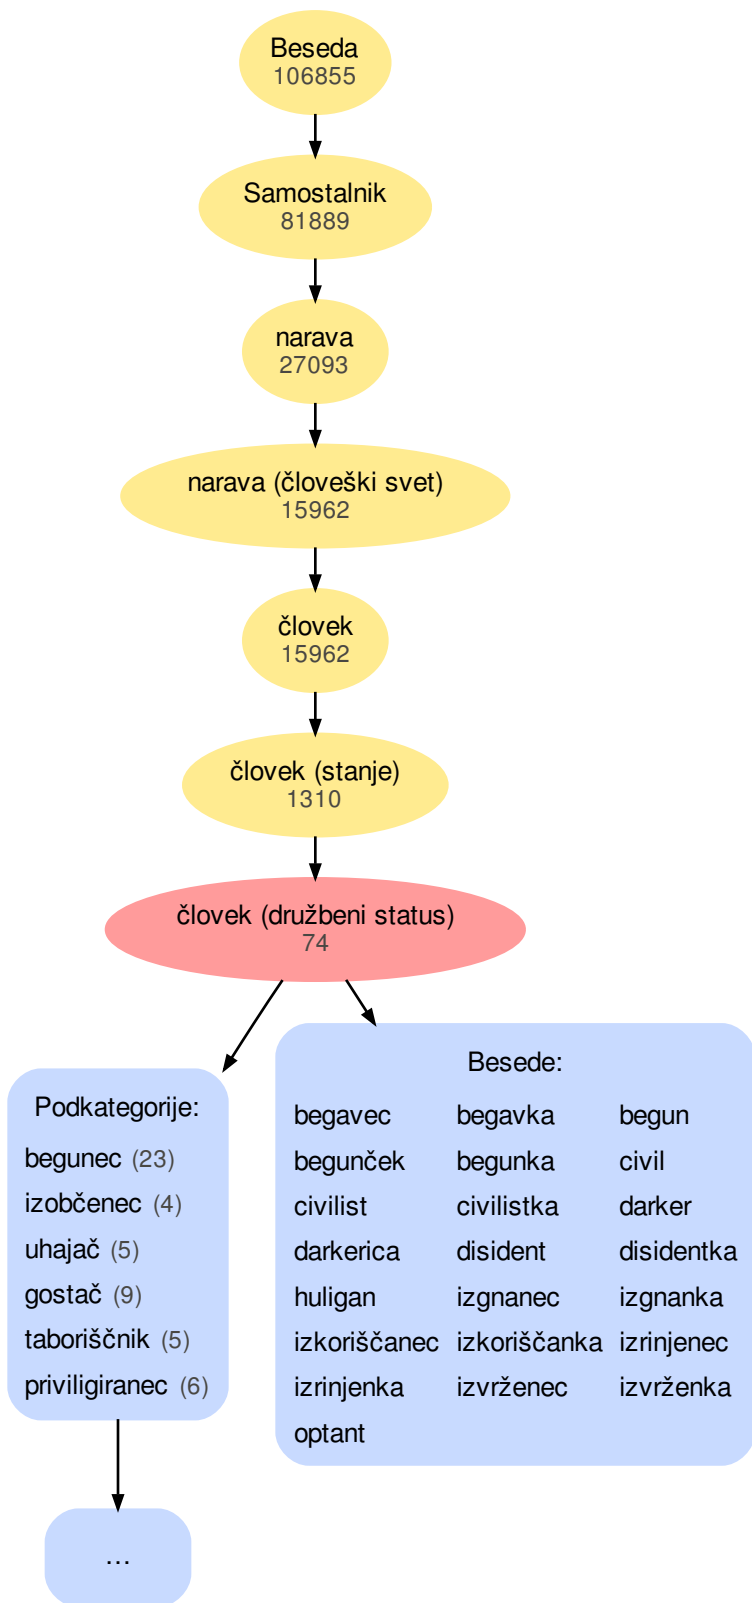 Beseda
106855
Samostalnik
81889
narava
27093
narava (človeški svet)
15962
človek
15962
človek (stanje)
1310
človek (družbeni status)
74
Podkategorije:
begunec (23)
izobčenec (4)
uhajač (5)
gostač (9)
taboriščnik (5)
priviligiranec (6)
...
Besede:
begavec begavka begun
begunček begunka civil
civilist civilistka darker
darkerica disident disidentka
huligan izgnanec izgnanka
izkoriščanec izkoriščanka izrinjenec
izrinjenka izvrženec izvrženka
optant